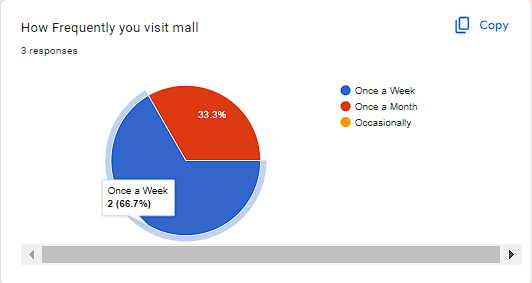 How Frequently you visit mall
Copy
3 responses
33.3%
Once a Week
2 (66.7%)
Once a Week
Once a Month
Occasionally